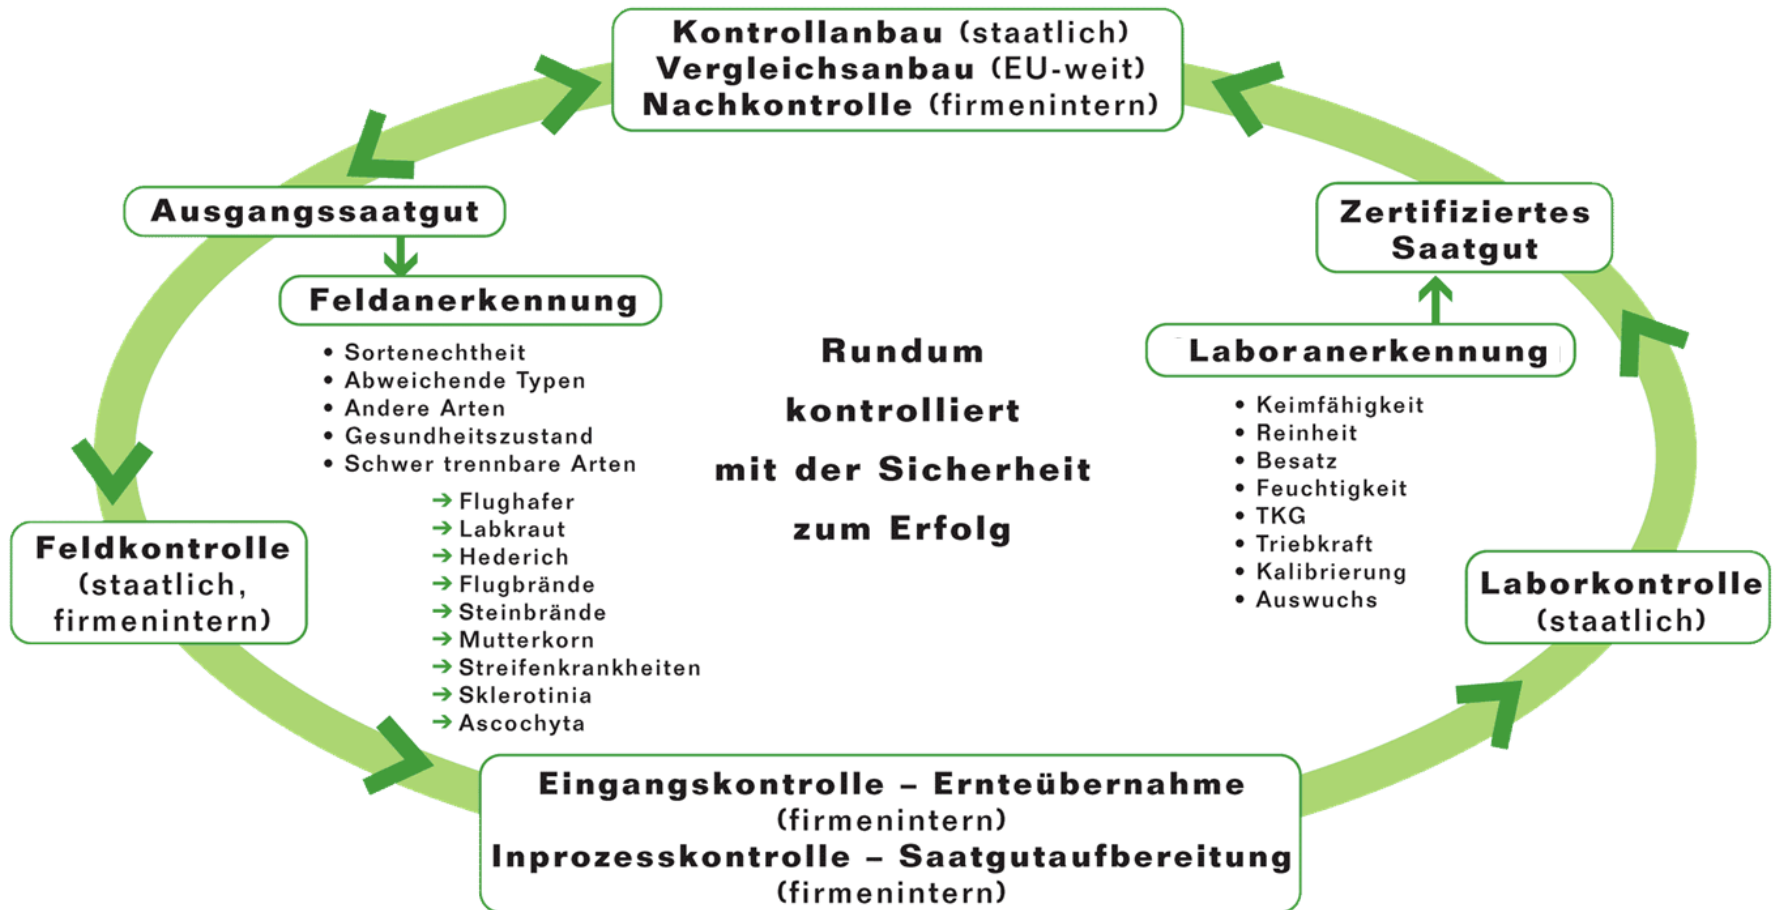 Kontrollanbau (staatlich)
Vergleichsanbau (EU-weit)
Nachkontrolle (firmenintern)
Ausgangssaatgut
Feldanerkennung
• Sortenechtheit
• Abweichende Typen
• Andere Arten
• Gesundheitszustand
• Schwer trennbare Arten
→ Flughafer
→ Labkraut
→ Hederich
→ Flugbrände
→ Steinbrände
→ Mutterkorn
→ Streifenkrankheiten
→ Sklerotinia
→ Ascochyta
Rundum
kontrolliert
mit der Sicherheit
zum Erfolg
Zertifiziertes
Saatgut
Laboranerkennung
• Keimfähigkeit
• Reinheit
• Besatz
• Feuchtigkeit
• TKG
• Triebkraft
• Kalibrierung
• Auswuchs
Feldkontrolle
(staatlich,
firmenintern)
Laborkontrolle
(staatlich)
Eingangskontrolle – Ernteübernahme
(firmenintern)
Inprozesskontrolle – Saatgutaufbereitung
(firmenintern)